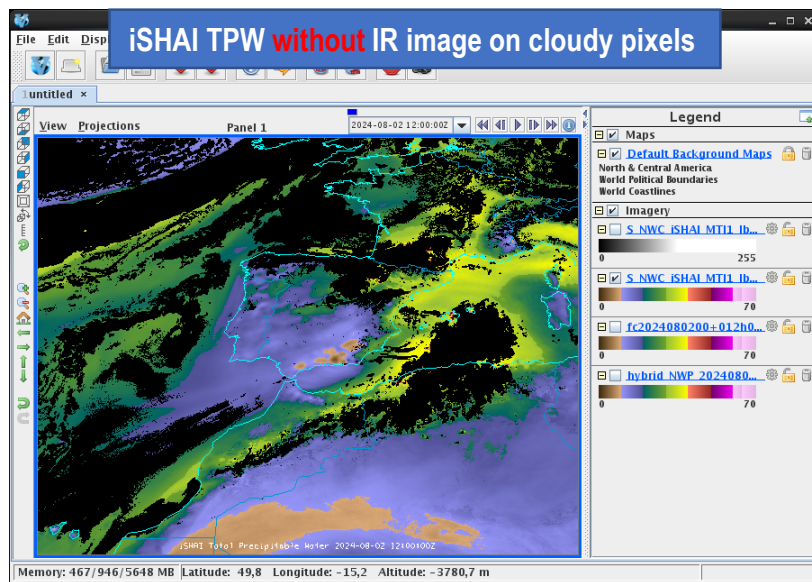 iSHAI TPW without IR image on cloudy pixels
File Edit
1untitled ×
View Projections Panel 1 2024-08-02 12:00:00Z
Legend
Maps
Default Background Maps
North & Central America
World Political Boundaries
World Coastlines
Imagery
S_NWC_iSHAI_MTI1_Ib...
0 255
S_NWC_iSHAI_MTI1_Ib...
0 70
fc2024080200+012h0...
0 70
hybrid_NWP_2024080...
0 70
iSHAI Total Precipitable Water 2024-08-02 12:00:00Z
Memory: 467/946/5648 MB Latitude: 49,8 Longitude: -15,2 Altitude: -3780,7 m